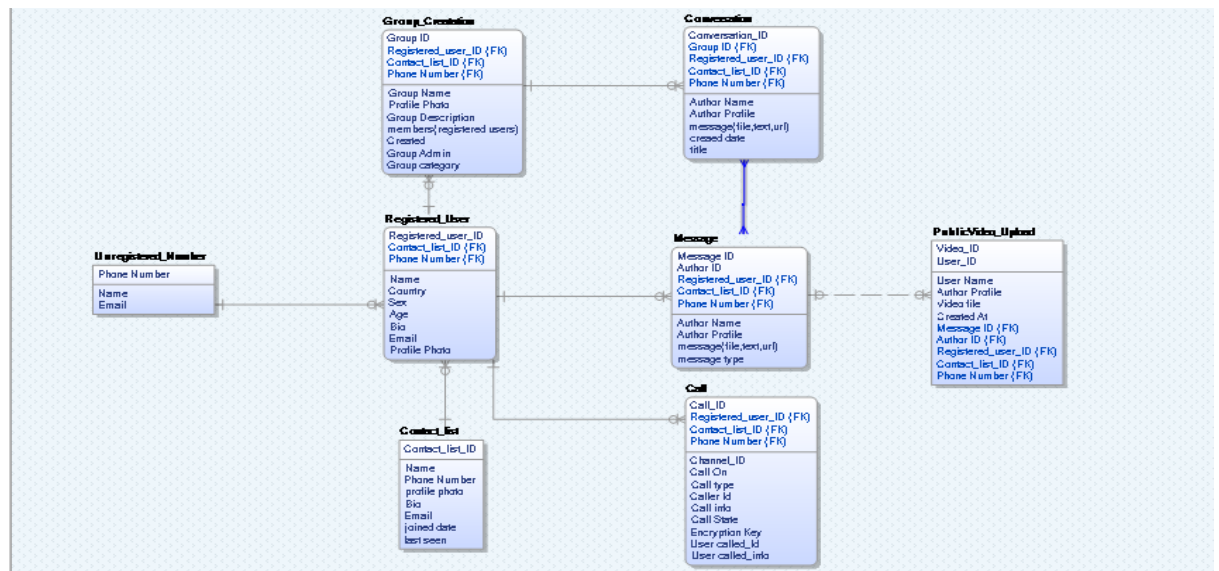 Group_Creatation
Group ID
Registered_user_ID (FK)
Contact_list_ID (FK)
Phone Number (FK)
Group Name
Profile Photo
Group Description
members(registered users)
Created
Group Admin
Group category
Conversation
Conversation_ID
Group ID (FK)
Registered_user_ID (FK)
Contact_list_ID (FK)
Phone Number (FK)
Author Name
Author Profile
message(file,text,url)
creaed date
title
Registered_User
Registered_user_ID
Contact_list_ID (FK)
Phone Number (FK)
Name
Country
Sex
Age
Bio
Email
Profile Photo
Unregistered_Number
Phone Number
Name
Email
Message
Message ID
Author ID
Registered_user_ID (FK)
Contact_list_ID (FK)
Phone Number (FK)
Author Name
Author Profile
message(file,text,url)
message type
PublicVideo_Upload
Video_ID
User_ID
User Name
Author Profile
Video file
Created At
Message ID (FK)
Author ID (FK)
Registered_user_ID (FK)
Contact_list_ID (FK)
Phone Number (FK)
Contact_list
Contact_list_ID
Name
Phone Number
profile photo
Bio
Email
joined date
last seen
Call
Call_ID
Registered_user_ID (FK)
Contact_list_ID (FK)
Phone Number (FK)
Channel_ID
Call On
Call type
Caller Id
Call info
Call State
Encryption Key
User called_Id
User called_info